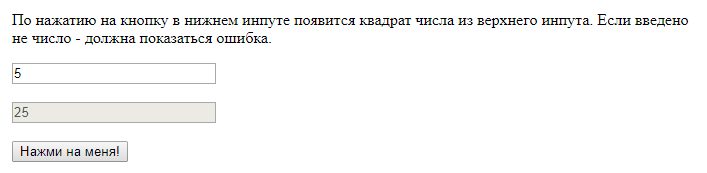 По нажатию на кнопку в нижнем инпуте появится квадрат числа из верхнего инпута. Если введено
не число - должна показаться ошибка.
5
25
Нажми на меня!